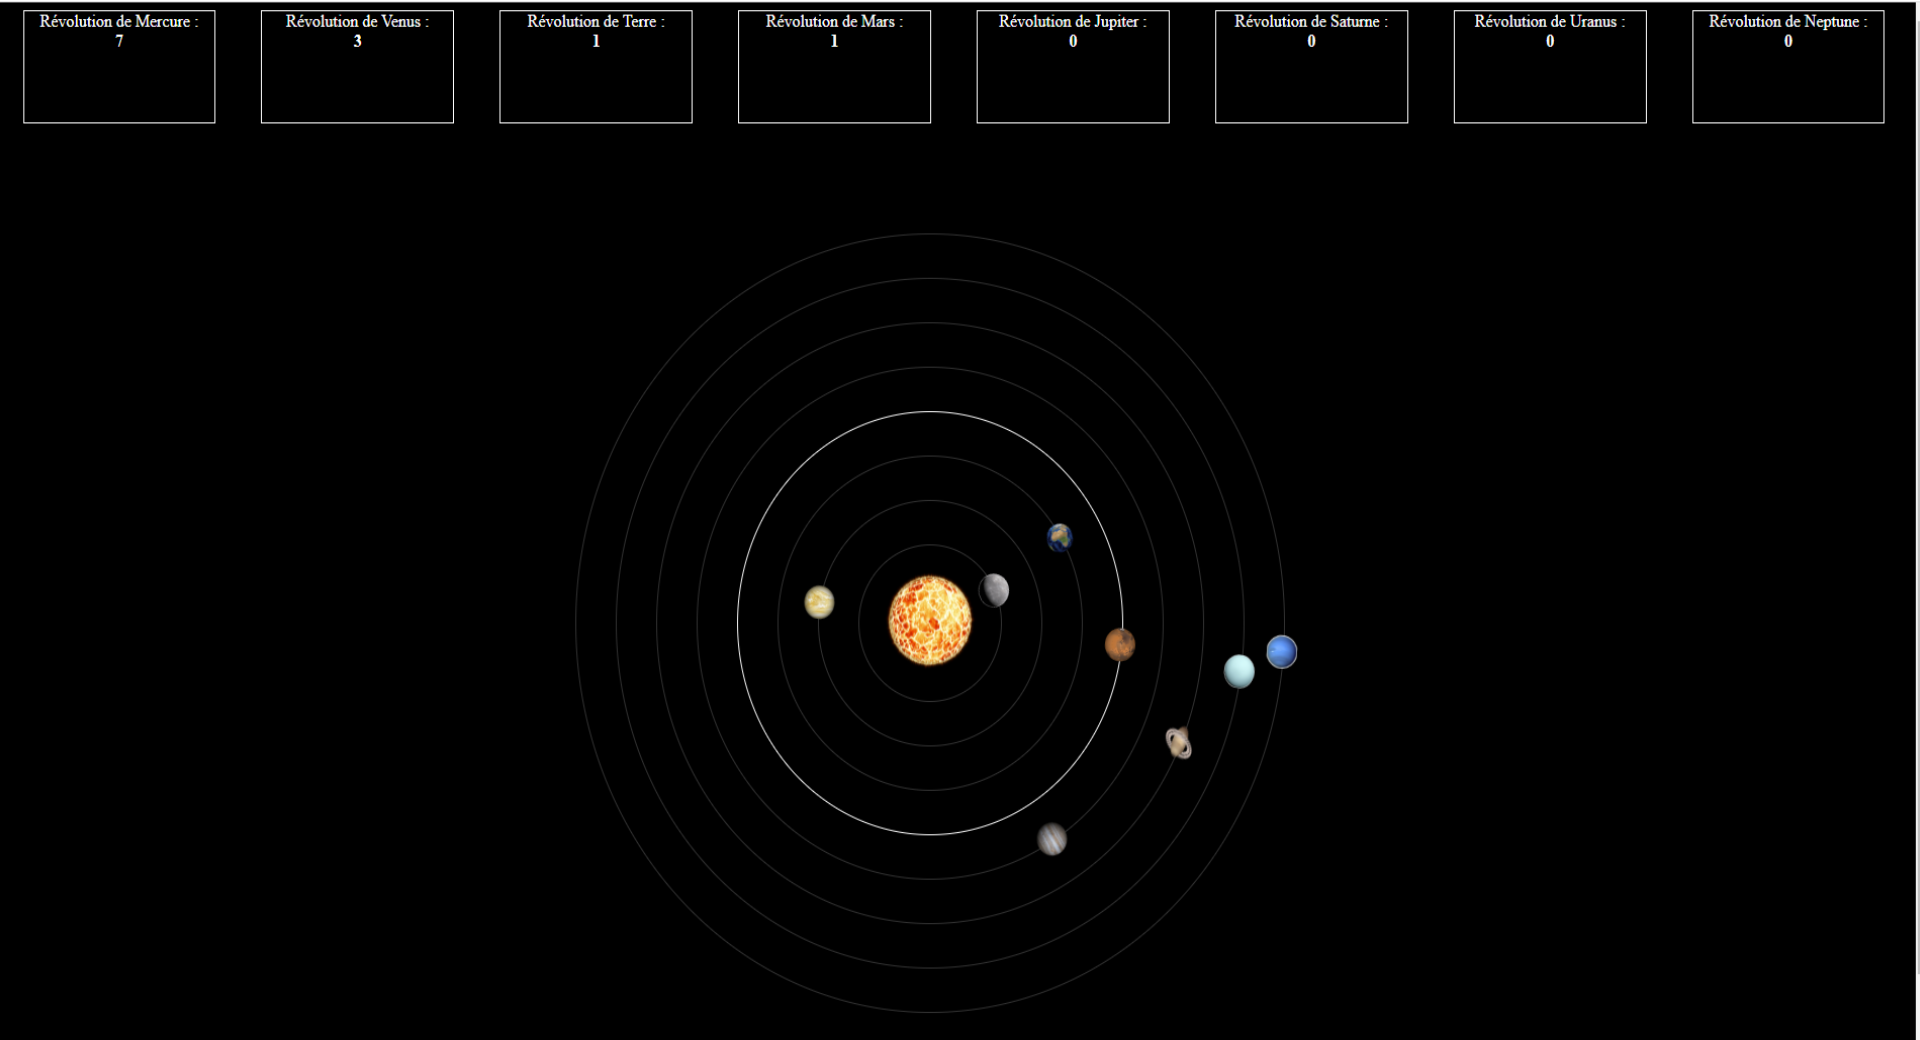 Révolution de Mercure :
7
Révolution de Venus :
3
Révolution de Terre :
1
Révolution de Mars :
1
Révolution de Jupiter :
0
Révolution de Saturne :
0
Révolution de Uranus :
0
Révolution de Neptune :
0